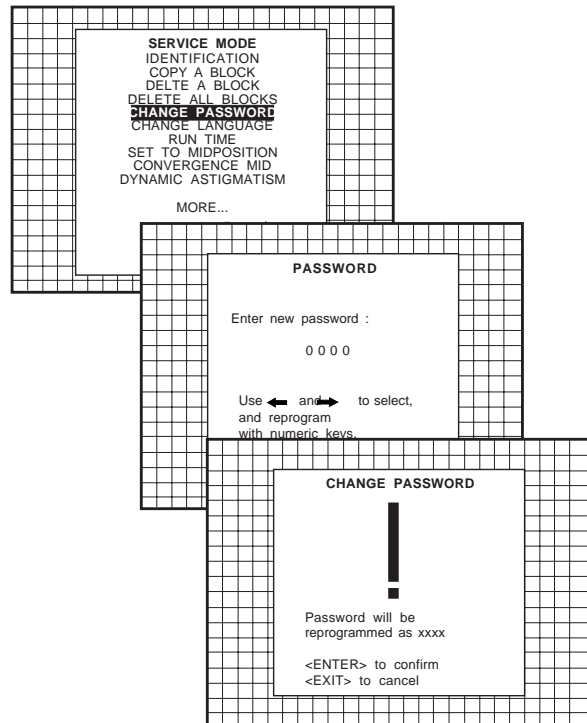 SERVICE MODE
IDENTIFICATION
COPY A BLOCK
DELTE A BLOCK
DELETE ALL BLOCKS
CHANGE PASSWORD
CHANGE LANGUAGE
RUN TIME
SET TO MIDPOSITION
CONVERGENCE MID
DYNAMIC ASTIGMATISM
MORE...
PASSWORD
Enter new password :
0 0 0 0
Use ← and → to select,
and reprogram
with numeric keys.
CHANGE PASSWORD
!
Password will be
reprogrammed as xxxx
<ENTER> to confirm
<EXIT> to cancel